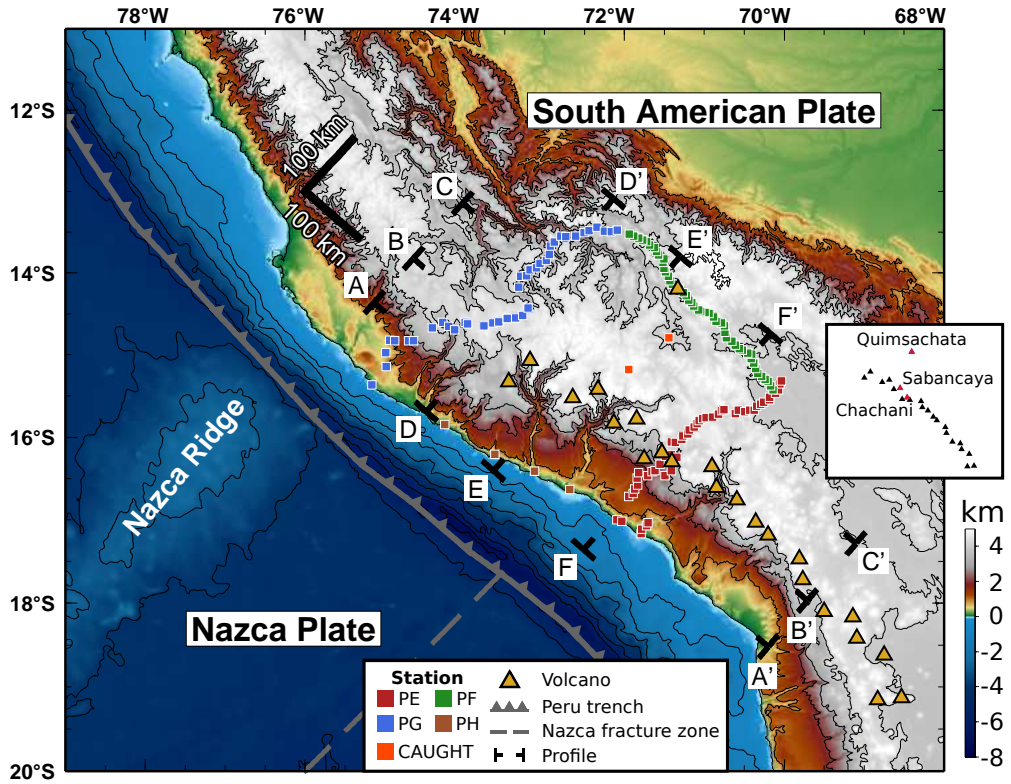 78°W 76°W 74°W 72°W 70°W 68°W
12°S
14°S
16°S
18°S
20°S
South American Plate
100 km
100 km
C
D’
B
E’
A
F’
Quimsachata
Sabancaya
Chachani
D
E
F
Nazca Ridge
C’
B’
A’
Nazca Plate
km
4
2
0
-2
-4
-6
-8
Station
PE PF
PG PH
CAUGHT
Volcano
Peru trench
Nazca fracture zone
Profile